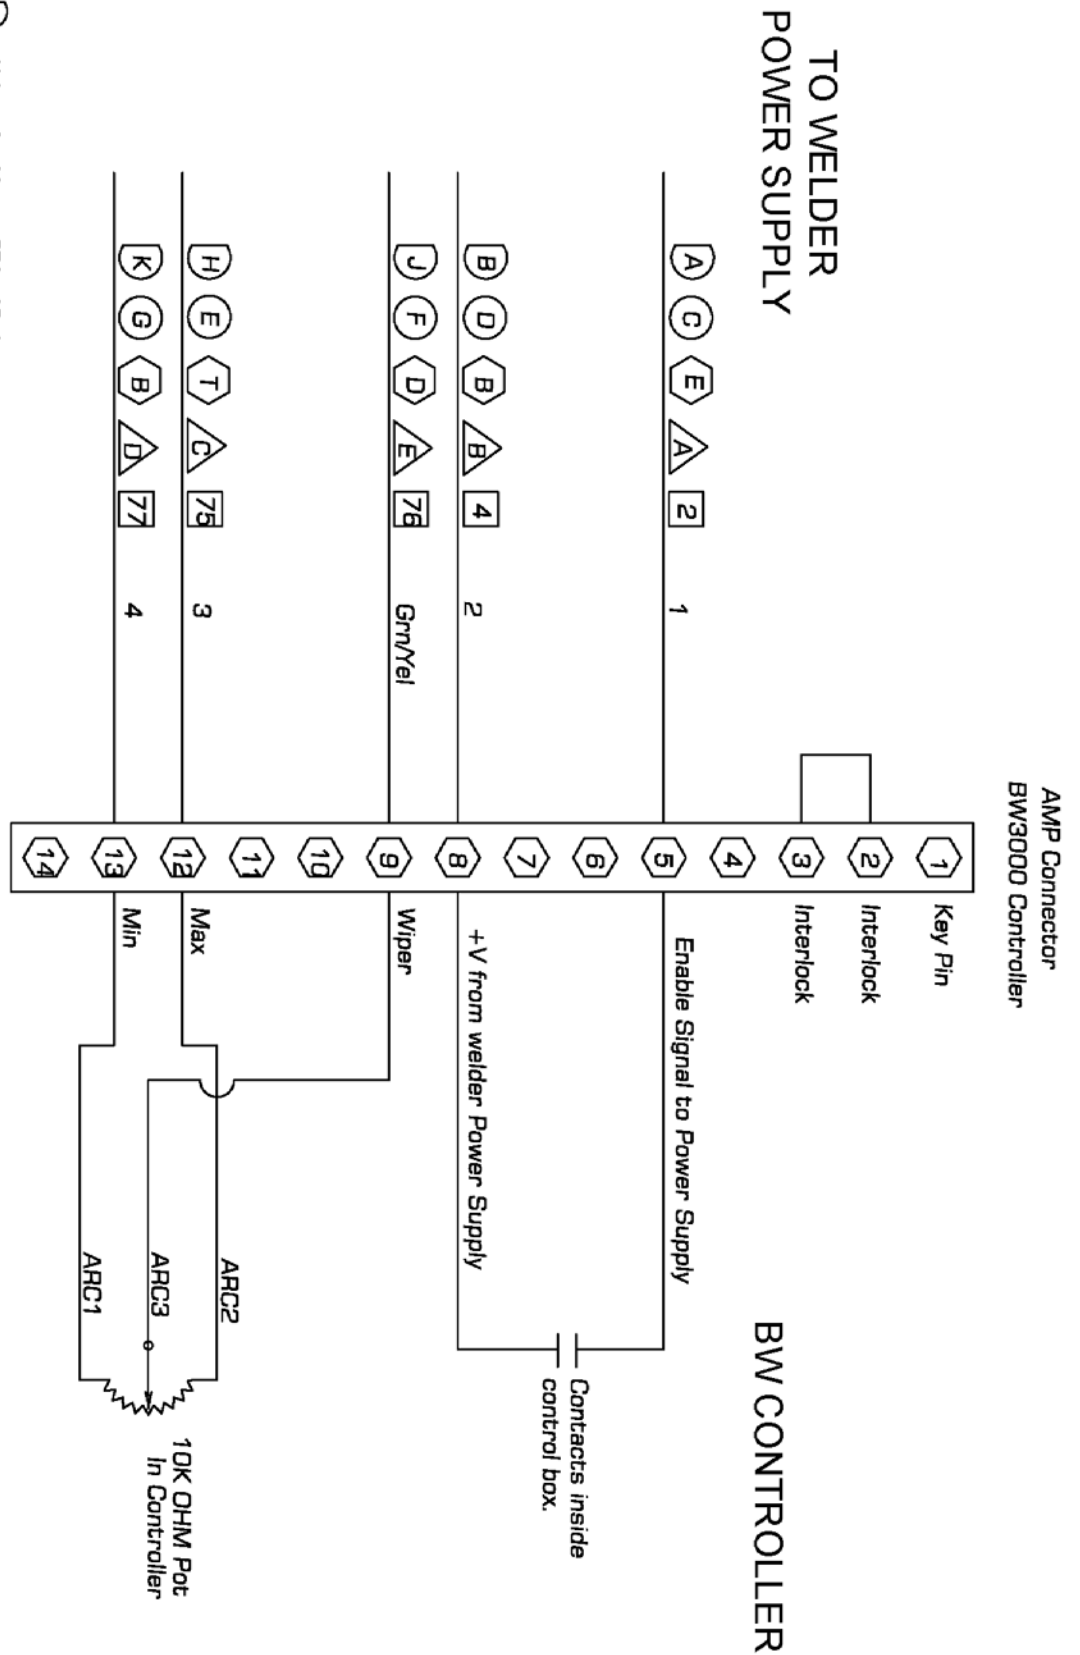 AMP Connector
BW3000 Controller
TO WELDER
POWER SUPPLY
BW CONTROLLER
1 Key Pin
2 Interlock
3 Interlock
4
A C E A 2 1 5 Enable Signal to Power Supply
6
7
B D B B 4 2 8 +V from welder Power Supply
Contacts inside
control box.
J F D E 76 Grn/Yel 9 Wiper
10
11
H E T C 75 3 12 Max
K G B D 77 4 13 Min
14
ARC2
ARC3
ARC1
10K OHM Pot
In Controller